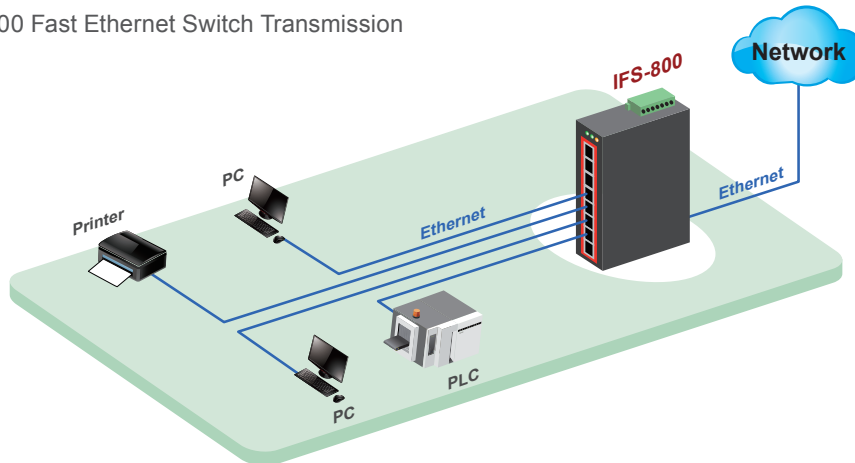 00 Fast Ethernet Switch Transmission
IFS-800
Network
PC
Ethernet
Ethernet
Printer
PLC
PC